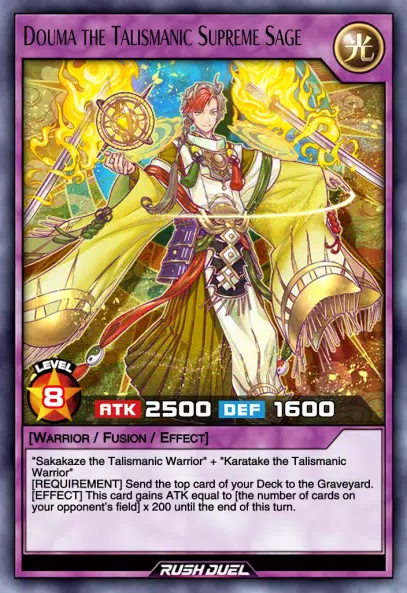 Douma the Talismanic Supreme Sage
光
LEVEL
8
ATK 2500 DEF 1600
[Warrior / Fusion / Effect]
"Sakakaze the Talismanic Warrior" + "Karatake the Talismanic
Warrior"
[REQUIREMENT] Send the top card of your Deck to the Graveyard.
[EFFECT] This card gains ATK equal to [the number of cards on
your opponent's field] x 200 until the end of this turn.
RUSH DUEL